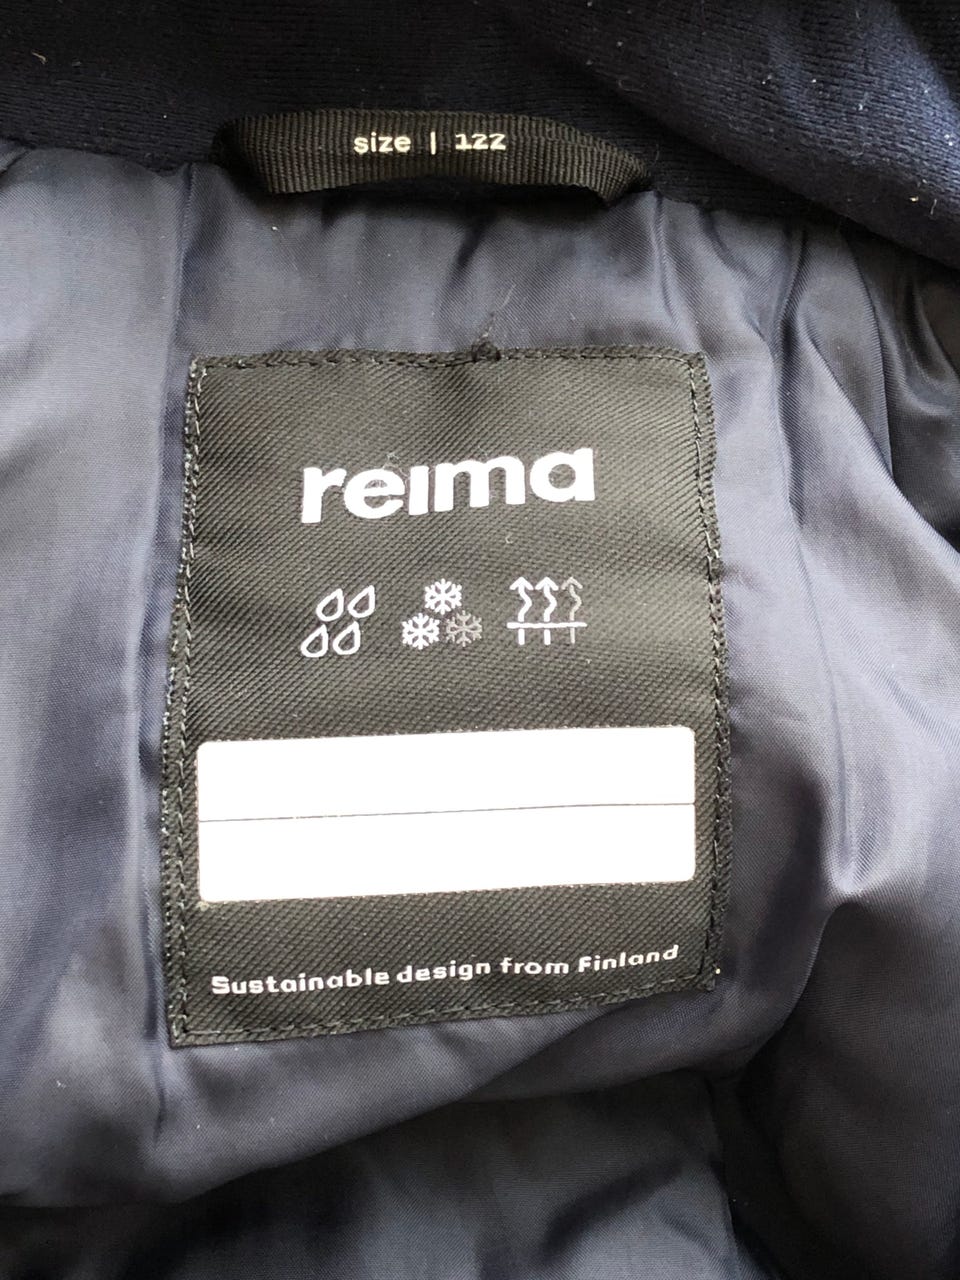 size | 122
reima
Sustainable design from Finland